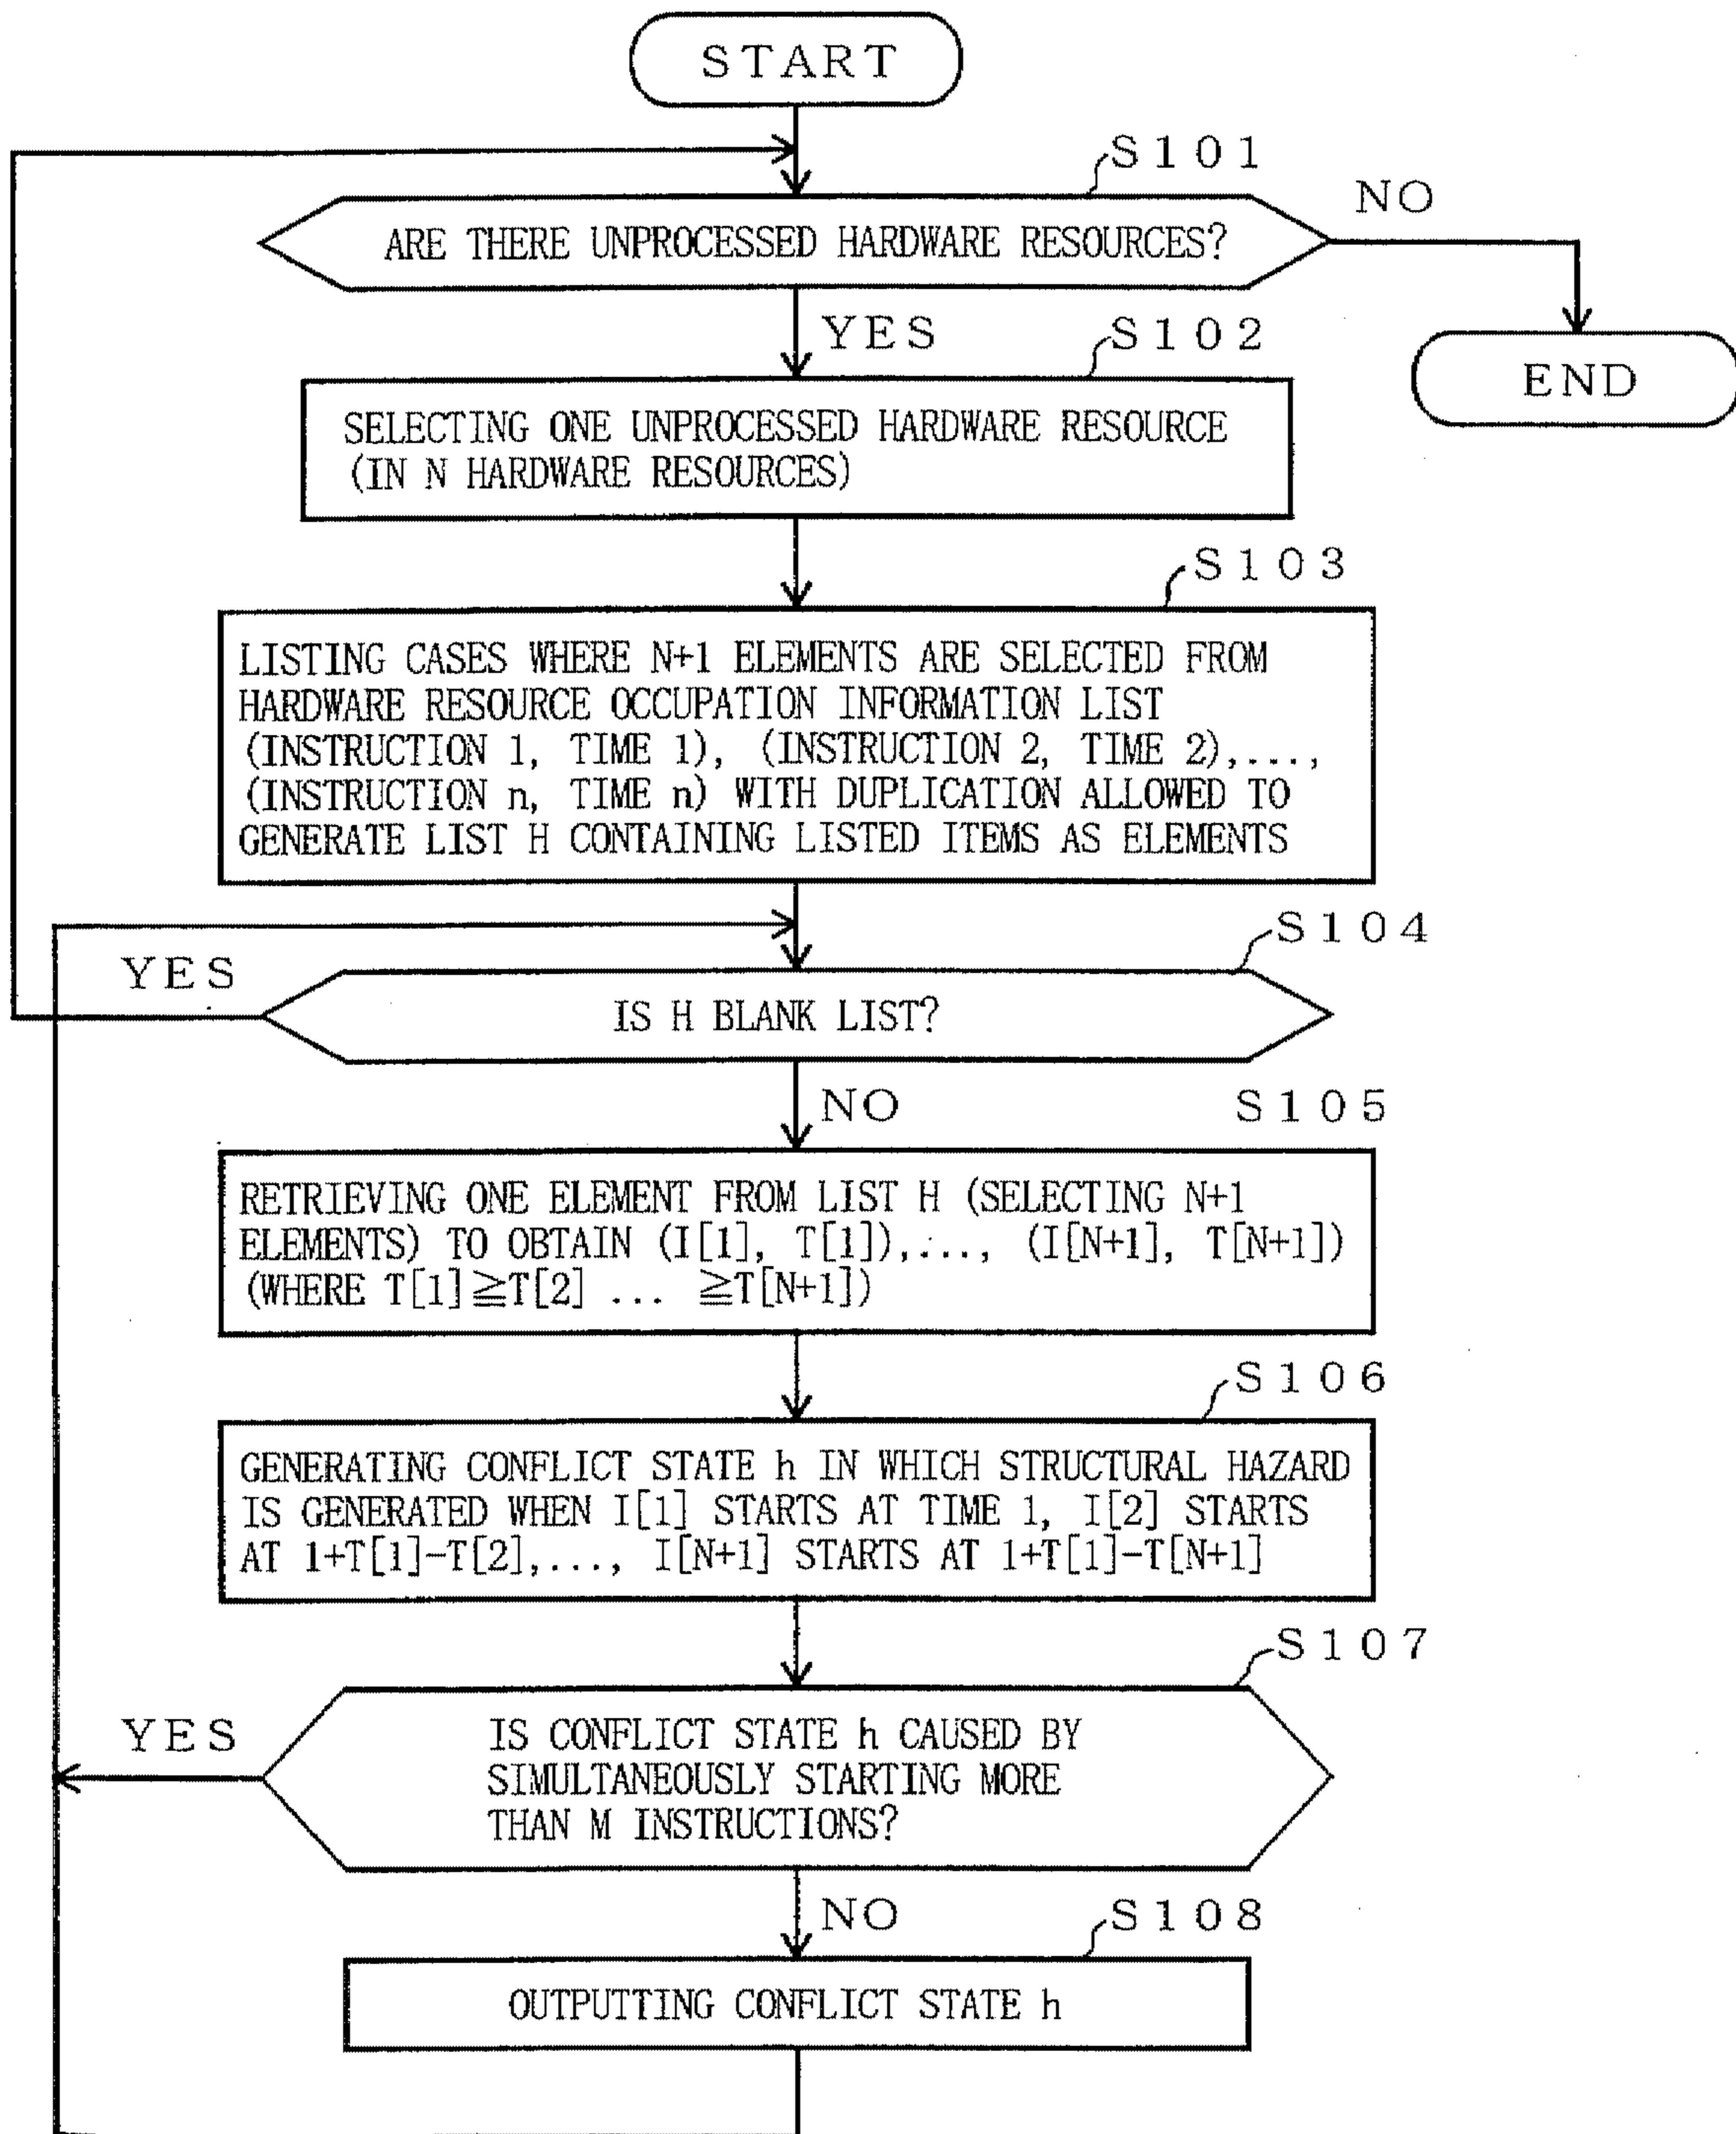 START
S101
NO
ARE THERE UNPROCESSED HARDWARE RESOURCES?
YES
S102
END
SELECTING ONE UNPROCESSED HARDWARE RESOURCE
(IN N HARDWARE RESOURCES)
S103
LISTING CASES WHERE N+1 ELEMENTS ARE SELECTED FROM
HARDWARE RESOURCE OCCUPATION INFORMATION LIST
(INSTRUCTION 1, TIME 1), (INSTRUCTION 2, TIME 2),...,
(INSTRUCTION n, TIME n) WITH DUPLICATION ALLOWED TO
GENERATE LIST H CONTAINING LISTED ITEMS AS ELEMENTS
S104
YES
IS H BLANK LIST?
NO
S105
RETRIEVING ONE ELEMENT FROM LIST H (SELECTING N+1
ELEMENTS) TO OBTAIN (I[1], T[1]),..., (I[N+1], T[N+1])
(WHERE T[1]≧T[2] ... ≧T[N+1])
S106
GENERATING CONFLICT STATE h IN WHICH STRUCTURAL HAZARD
IS GENERATED WHEN I[1] STARTS AT TIME 1, I[2] STARTS
AT 1+T[1]-T[2],..., I[N+1] STARTS AT 1+T[1]-T[N+1]
S107
YES
IS CONFLICT STATE h CAUSED BY
SIMULTANEOUSLY STARTING MORE
THAN M INSTRUCTIONS?
NO
S108
OUTPUTTING CONFLICT STATE h